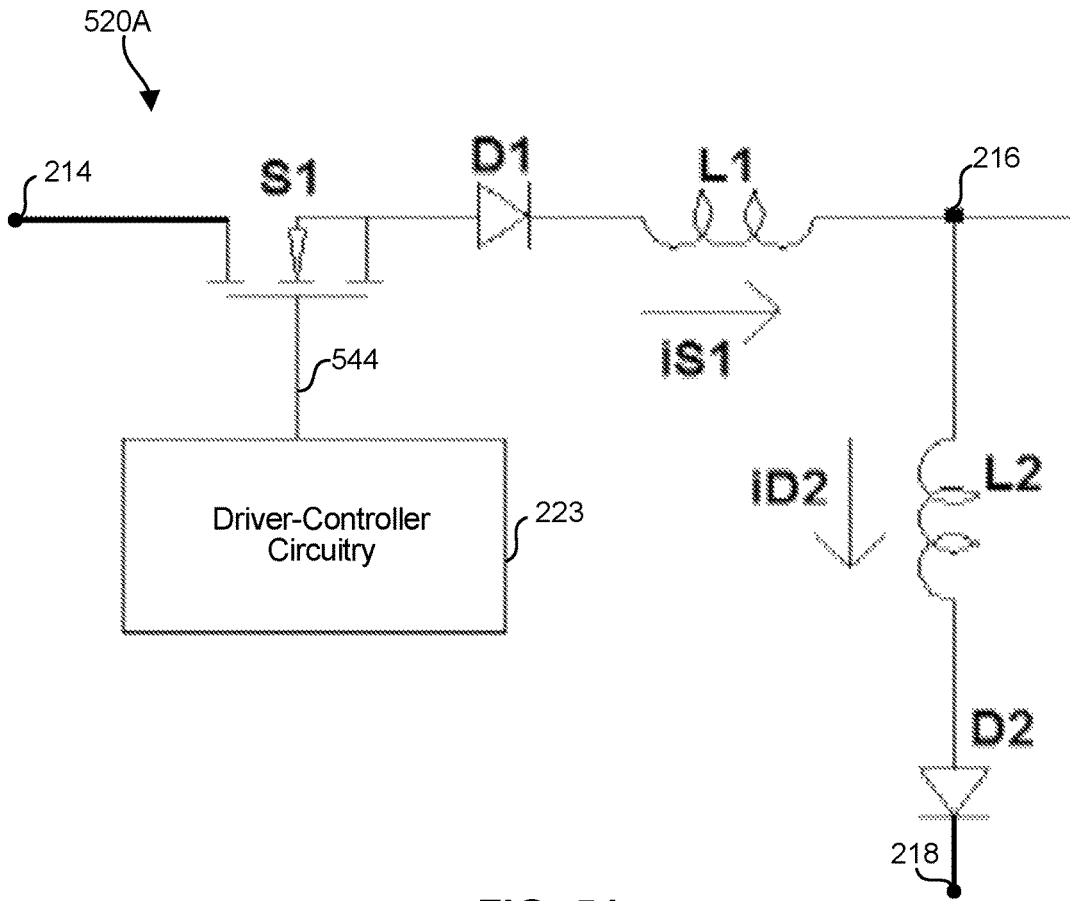 520A
214
S1
D1
L1
216
IS1
544
ID2
L2
Driver-Controller
Circuitry
223
D2
218